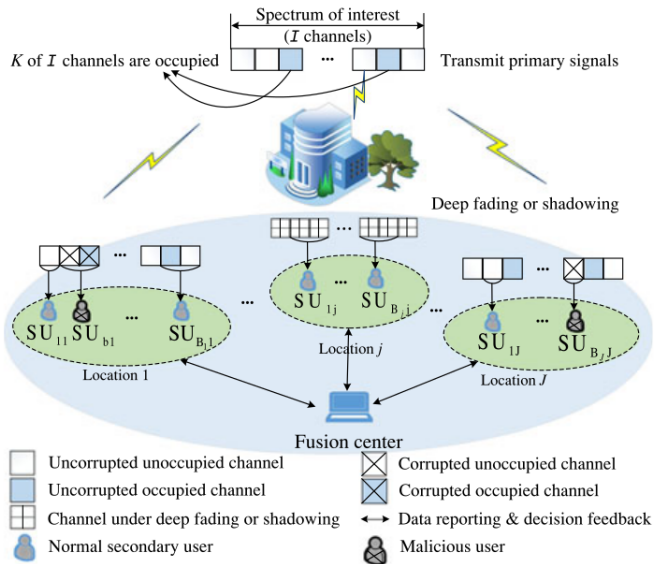 Spectrum of interest
(I channels)
K of I channels are occupied
...
Transmit primary signals
Deep fading or shadowing
...
...
...
SU11 SUb1 ... SUB11
Location 1
...
SU1j ... SUBjj
Location j
...
SU1J ... SUBJJ
Location J
Fusion center
Uncorrupted unoccupied channel
Corrupted unoccupied channel
Uncorrupted occupied channel
Corrupted occupied channel
Channel under deep fading or shadowing
Data reporting & decision feedback
Normal secondary user
Malicious user